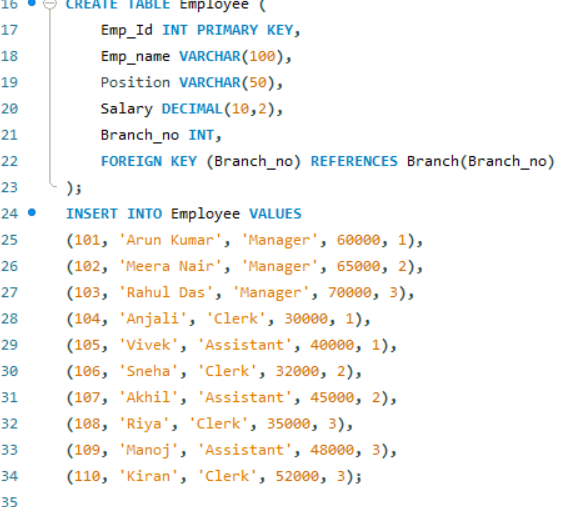 16 CREATE TABLE Employee (
17 Emp_Id INT PRIMARY KEY,
18 Emp_name VARCHAR(100),
19 Position VARCHAR(50),
20 Salary DECIMAL(10,2),
21 Branch_no INT,
22 FOREIGN KEY (Branch_no) REFERENCES Branch(Branch_no)
23 );
24 INSERT INTO Employee VALUES
25 (101, 'Arun Kumar', 'Manager', 60000, 1),
26 (102, 'Meera Nair', 'Manager', 65000, 2),
27 (103, 'Rahul Das', 'Manager', 70000, 3),
28 (104, 'Anjali', 'Clerk', 30000, 1),
29 (105, 'Vivek', 'Assistant', 40000, 1),
30 (106, 'Sneha', 'Clerk', 32000, 2),
31 (107, 'Akhil', 'Assistant', 45000, 2),
32 (108, 'Riya', 'Clerk', 35000, 3),
33 (109, 'Manoj', 'Assistant', 48000, 3),
34 (110, 'Kiran', 'Clerk', 52000, 3);
35